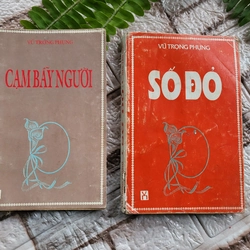 VŨ TRỌNG PHỤNG
CẠM BẪY NGƯỜI
VŨ TRỌNG PHỤNG
SỐ ĐỎ